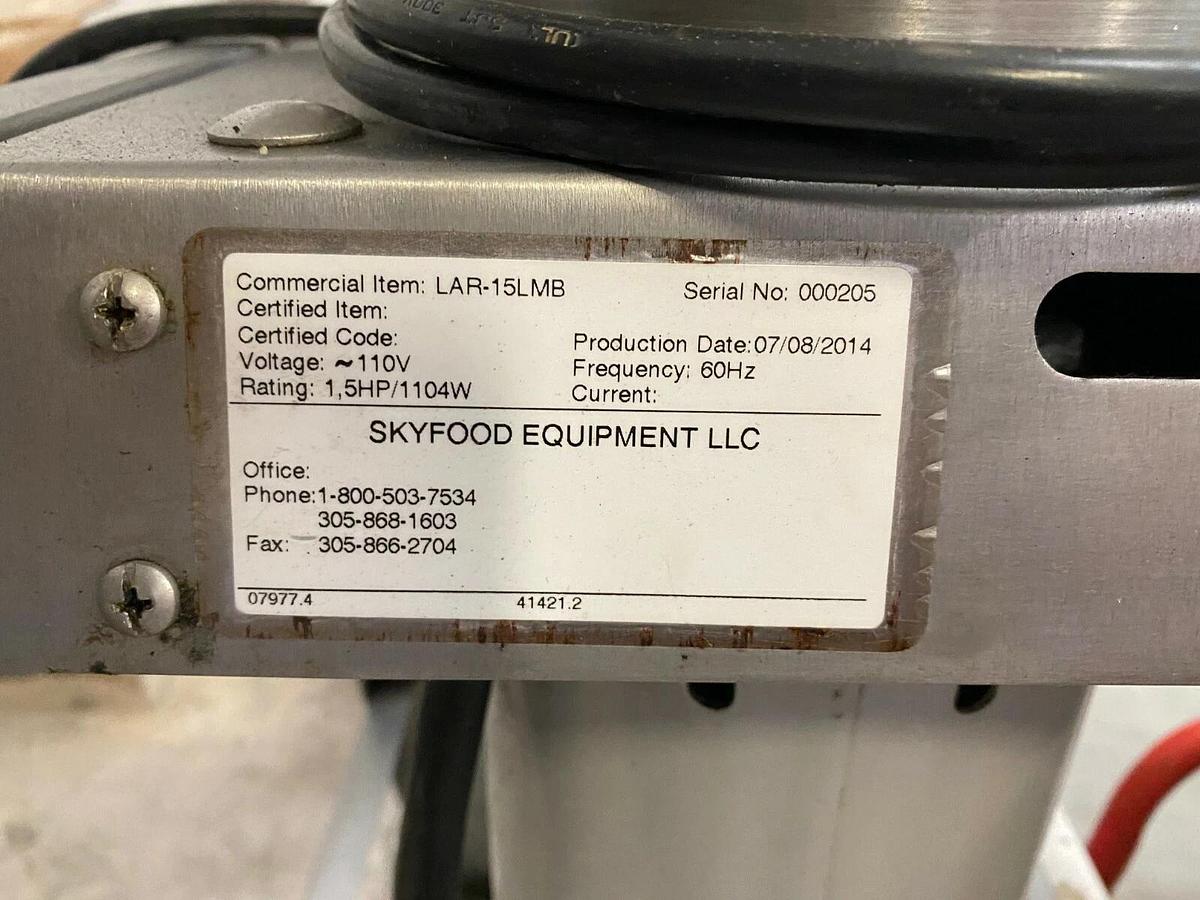 Commercial Item: LAR-15LMB Serial No: 000205
Certified Item:
Certified Code: Production Date:07/08/2014
Voltage: ~110V Frequency: 60Hz
Rating: 1,5HP/1104W Current:
SKYFOOD EQUIPMENT LLC
Office:
Phone:1-800-503-7534
305-868-1603
Fax: 305-866-2704
07977.4 41421.2